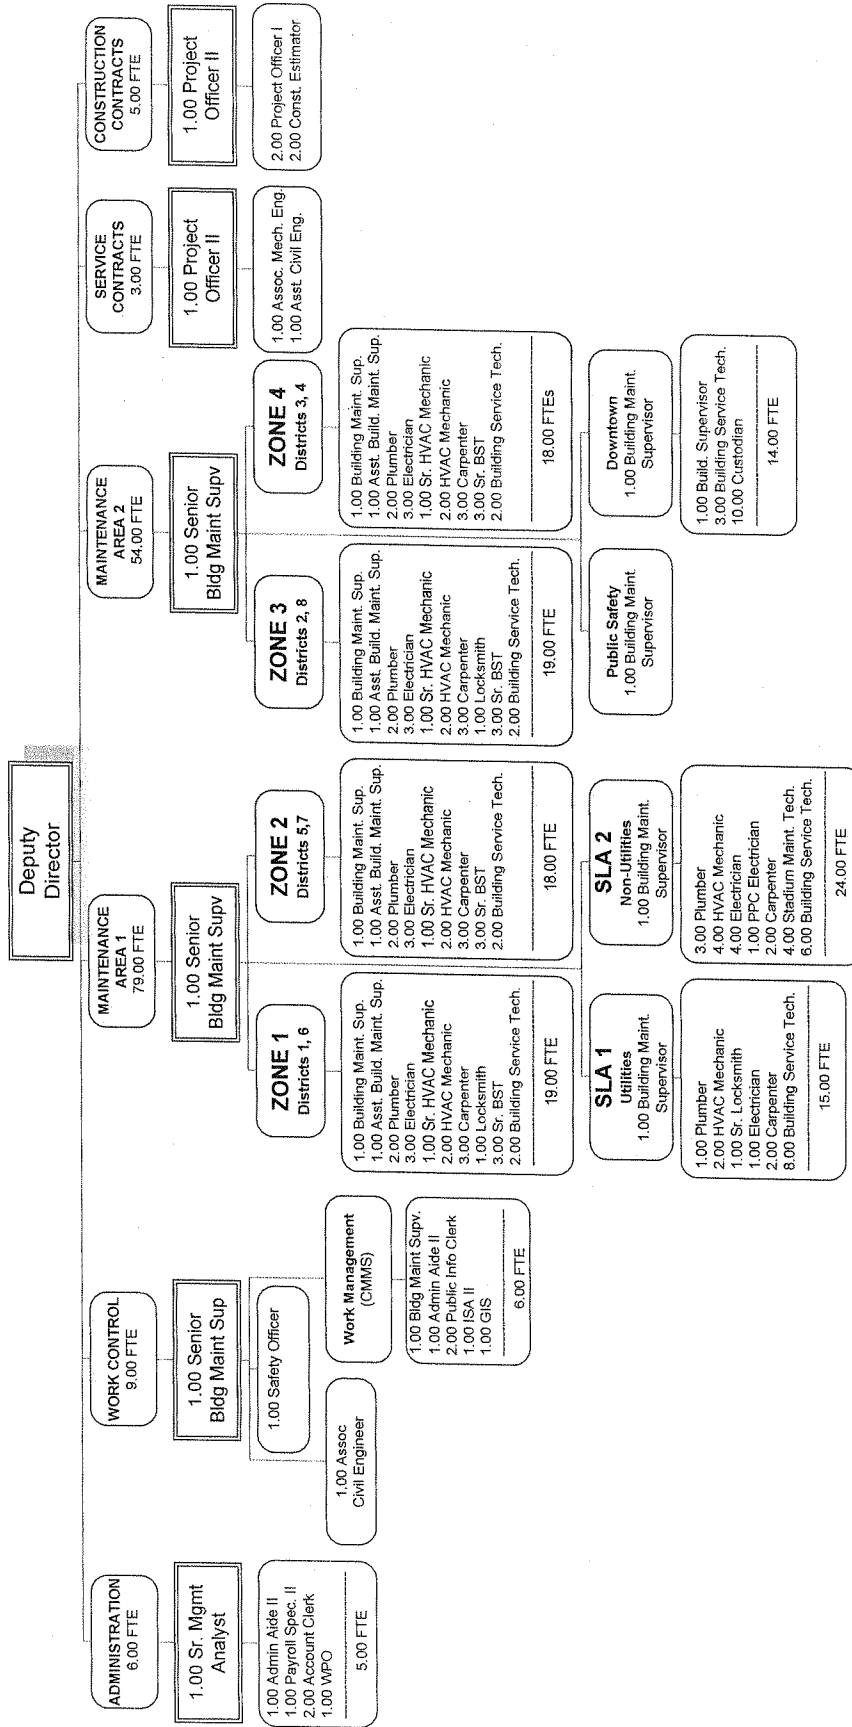 Deputy
Director
ADMINISTRATION
6.00 FTE
1.00 Sr. Mgmt
Analyst
1.00 Admin Aide II
1.00 Payroll Spec. II
2.00 Account Clerk
1.00 WPO
5.00 FTE
WORK CONTROL
9.00 FTE
1.00 Senior
Bldg Maint Sup
1.00 Safety Officer
1.00 Assoc
Civil Engineer
Work Management
(CMMS)
1.00 Bldg Maint Supv.
1.00 Admin Aide II
2.00 Public Info Clerk
1.00 ISA II
1.00 GIS
6.00 FTE
MAINTENANCE
AREA 1
79.00 FTE
1.00 Senior
Bldg Maint Supv
ZONE 1
Districts 1, 6
1.00 Building Maint. Sup.
1.00 Asst. Build. Maint. Sup.
2.00 Plumber
3.00 Electrician
1.00 Sr. HVAC Mechanic
2.00 HVAC Mechanic
3.00 Carpenter
1.00 Locksmith
3.00 Sr. BST
2.00 Building Service Tech.
19.00 FTE
ZONE 2
Districts 5,7
1.00 Building Maint. Sup.
1.00 Asst. Build. Maint. Sup.
2.00 Plumber
3.00 Electrician
1.00 Sr. HVAC Mechanic
2.00 HVAC Mechanic
3.00 Carpenter
3.00 Sr. BST
2.00 Building Service Tech.
18.00 FTE
SLA 1
Utilities
1.00 Building Maint.
Supervisor
1.00 Plumber
2.00 HVAC Mechanic
1.00 Sr. Locksmith
1.00 Electrician
2.00 Carpenter
8.00 Building Service Tech.
15.00 FTE
SLA 2
Non-Utilities
1.00 Building Maint.
Supervisor
3.00 Plumber
4.00 HVAC Mechanic
4.00 Electrician
1.00 PPC Electrician
2.00 Carpenter
4.00 Stadium Maint. Tech.
6.00 Building Service Tech.
24.00 FTE
MAINTENANCE
AREA 2
54.00 FTE
1.00 Senior
Bldg Maint Supv
ZONE 3
Districts 2, 8
1.00 Building Maint. Sup.
1.00 Asst. Build. Maint. Sup.
2.00 Plumber
3.00 Electrician
1.00 Sr. HVAC Mechanic
2.00 HVAC Mechanic
3.00 Carpenter
1.00 Locksmith
3.00 Sr. BST
2.00 Building Service Tech.
19.00 FTE
ZONE 4
Districts 3, 4
1.00 Building Maint. Sup.
1.00 Asst. Build. Maint. Sup.
2.00 Plumber
3.00 Electrician
1.00 Sr. HVAC Mechanic
2.00 HVAC Mechanic
3.00 Carpenter
3.00 Sr. BST
2.00 Building Service Tech.
18.00 FTEs
Public Safety
1.00 Building Maint.
Supervisor
Downtown
1.00 Building Maint.
Supervisor
1.00 Build. Supervisor
3.00 Building Service Tech.
10.00 Custodian
14.00 FTE
SERVICE
CONTRACTS
3.00 FTE
1.00 Project
Officer II
1.00 Assoc. Mech. Eng.
1.00 Asst. Civil Eng.
CONSTRUCTION
CONTRACTS
5.00 FTE
1.00 Project
Officer II
2.00 Project Officer I
2.00 Const. Estimator